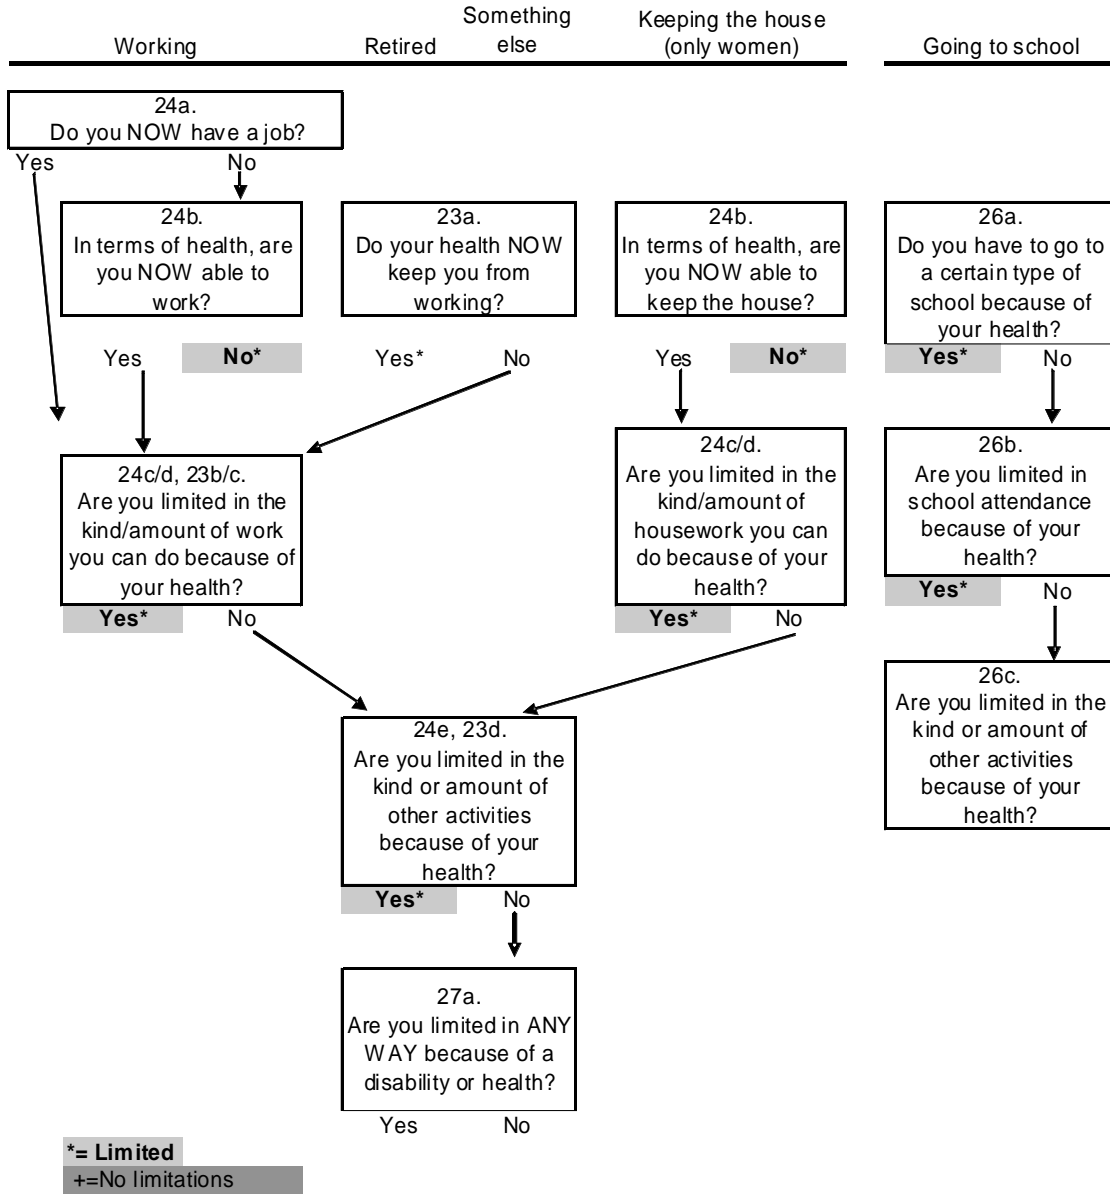 Working
Retired
Something
else
Keeping the house
(only women)
Going to school
24a.
Do you NOW have a job?
Yes
No
24b.
In terms of health, are
you NOW able to
work?
Yes
No*
23a.
Do your health NOW
keep you from
working?
Yes*
No
24b.
In terms of health, are
you NOW able to
keep the house?
Yes
No*
26a.
Do you have to go to
a certain type of
school because of
your health?
Yes*
No
24c/d, 23b/c.
Are you limited in the
kind/amount of work
you can do because of
your health?
Yes*
No
24c/d.
Are you limited in the
kind/amount of
housework you can
do because of your
health?
Yes*
No
26b.
Are you limited in
school attendance
because of your
health?
Yes*
No
26c.
Are you limited in the
kind or amount of
other activities
because of your
health?
24e, 23d.
Are you limited in the
kind or amount of
other activities
because of your
health?
Yes*
No
27a.
Are you limited in ANY
WAY because of a
disability or health?
Yes
No
*= Limited
+=No limitations